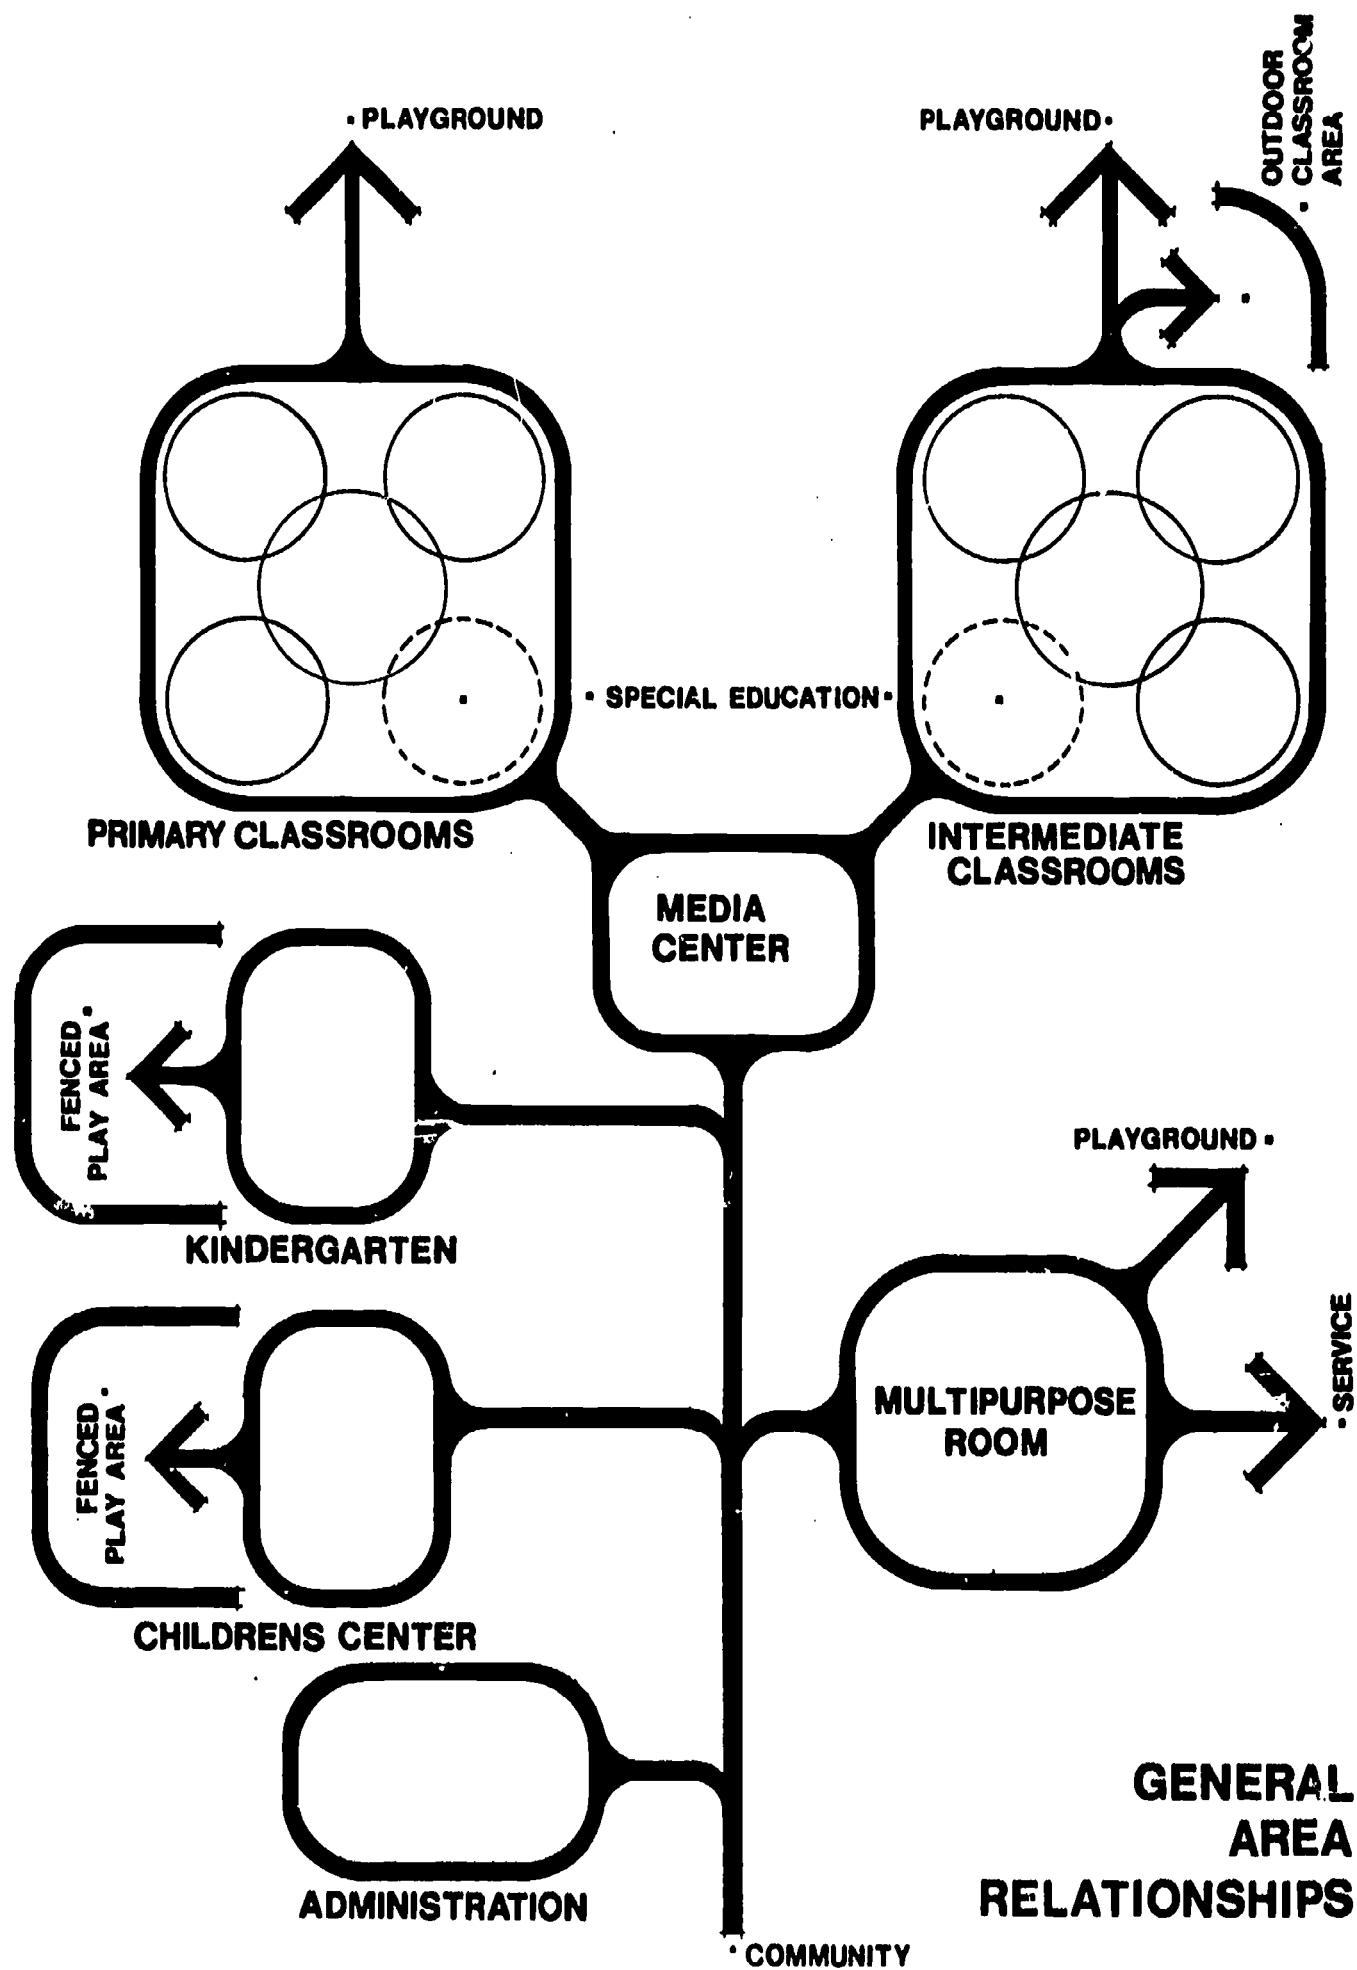 PLAYGROUND
PLAYGROUND
OUTDOOR
CLASSROOM
AREA
SPECIAL EDUCATION
PRIMARY CLASSROOMS
INTERMEDIATE
CLASSROOMS
MEDIA
CENTER
FENCED
PLAY AREA
KINDERGARTEN
PLAYGROUND
SERVICE
MULTIPURPOSE
ROOM
FENCED
PLAY AREA
CHILDRENS CENTER
ADMINISTRATION
GENERAL
AREA
RELATIONSHIPS
COMMUNITY